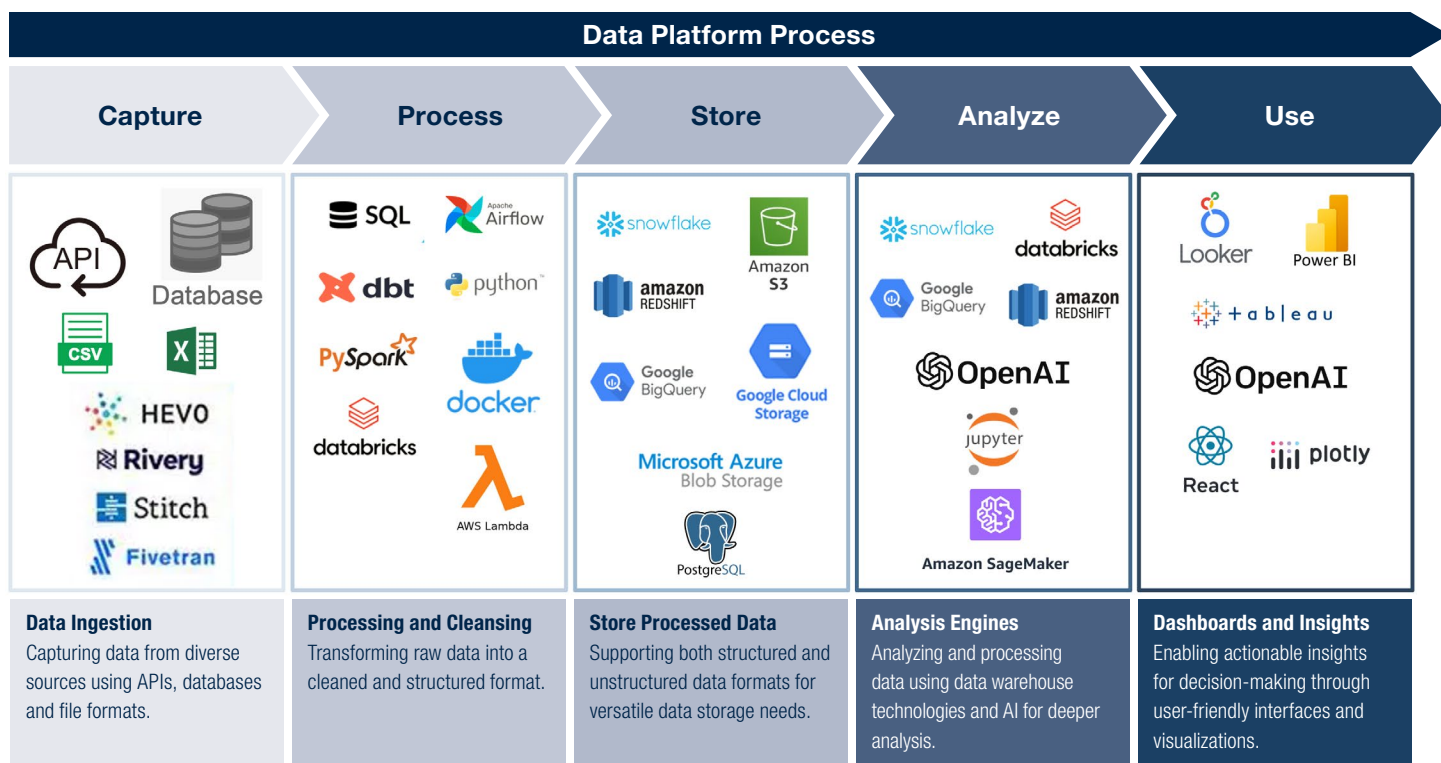 Data Platform Process
Capture
Process
Store
Analyze
Use
API
Database
CSV
X
HEVO
Rivery
Stitch
Fivetran
SQL
Apache
Airflow
dbt
python™
PySpark
docker
databricks
AWS Lambda
snowflake
Amazon
S3
amazon
REDSHIFT
Google
BigQuery
Google Cloud
Storage
Microsoft Azure
Blob Storage
PostgreSQL
snowflake
databricks
Google
BigQuery
amazon
REDSHIFT
OpenAI
jupyter
Amazon SageMaker
Looker
Power BI
+ableau
OpenAI
React
plotly
Data Ingestion
Capturing data from diverse
sources using APIs, databases
and file formats.
Processing and Cleansing
Transforming raw data into a
cleaned and structured format.
Store Processed Data
Supporting both structured and
unstructured data formats for
versatile data storage needs.
Analysis Engines
Analyzing and processing
data using data warehouse
technologies and AI for deeper
analysis.
Dashboards and Insights
Enabling actionable insights
for decision-making through
user-friendly interfaces and
visualizations.